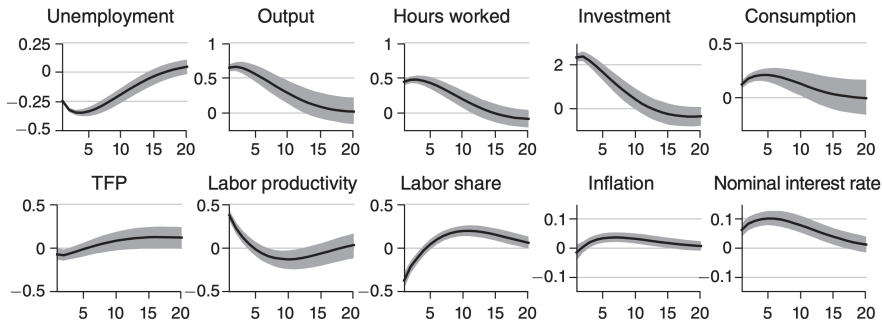 Unemployment Output Hours worked Investment Consumption
0.25 1 1 0.5
0 0.5 0.5 2
−0.25 0 0 0 0
−0.5
5 10 15 20 5 10 15 20 5 10 15 20 5 10 15 20 5 10 15 20
TFP Labor productivity Labor share Inflation Nominal interest rate
0.5 0.5 0.5 0.1 0.1
0 0 0 0 0
−0.5 −0.5 −0.5 −0.1 −0.1
5 10 15 20 5 10 15 20 5 10 15 20 5 10 15 20 5 10 15 20